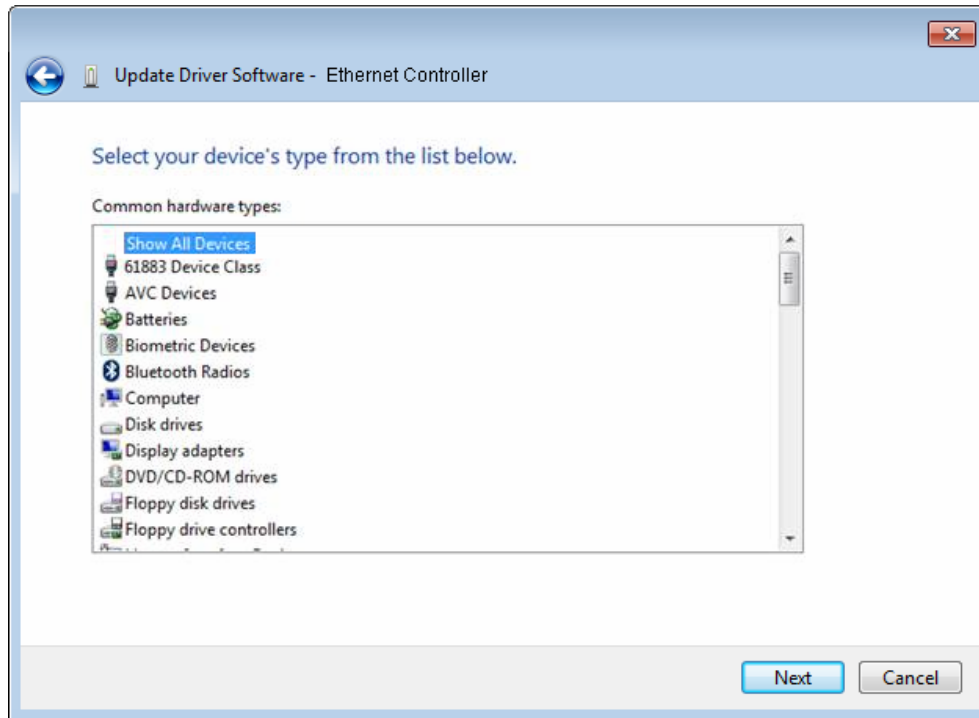 Update Driver Software - Ethernet Controller
Select your device's type from the list below.
Common hardware types:
Show All Devices
61883 Device Class
AVC Devices
Batteries
Biometric Devices
Bluetooth Radios
Computer
Disk drives
Display adapters
DVD/CD-ROM drives
Floppy disk drives
Floppy drive controllers
Next Cancel